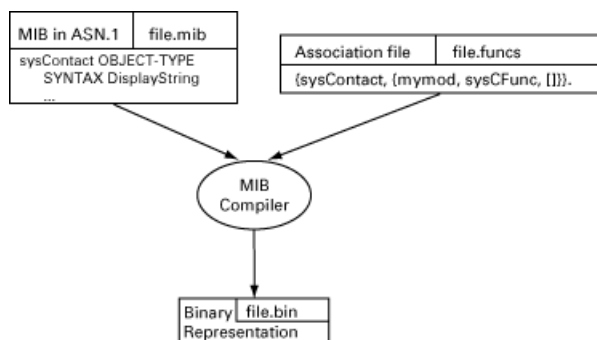 MIB in ASN.1 file.mib
sysContact OBJECT-TYPE
SYNTAX DisplayString
...
Association file file.funcs
{sysContact, {mymod, sysCFunc, []}}.
MIB
Compiler
Binary file.bin
Representation